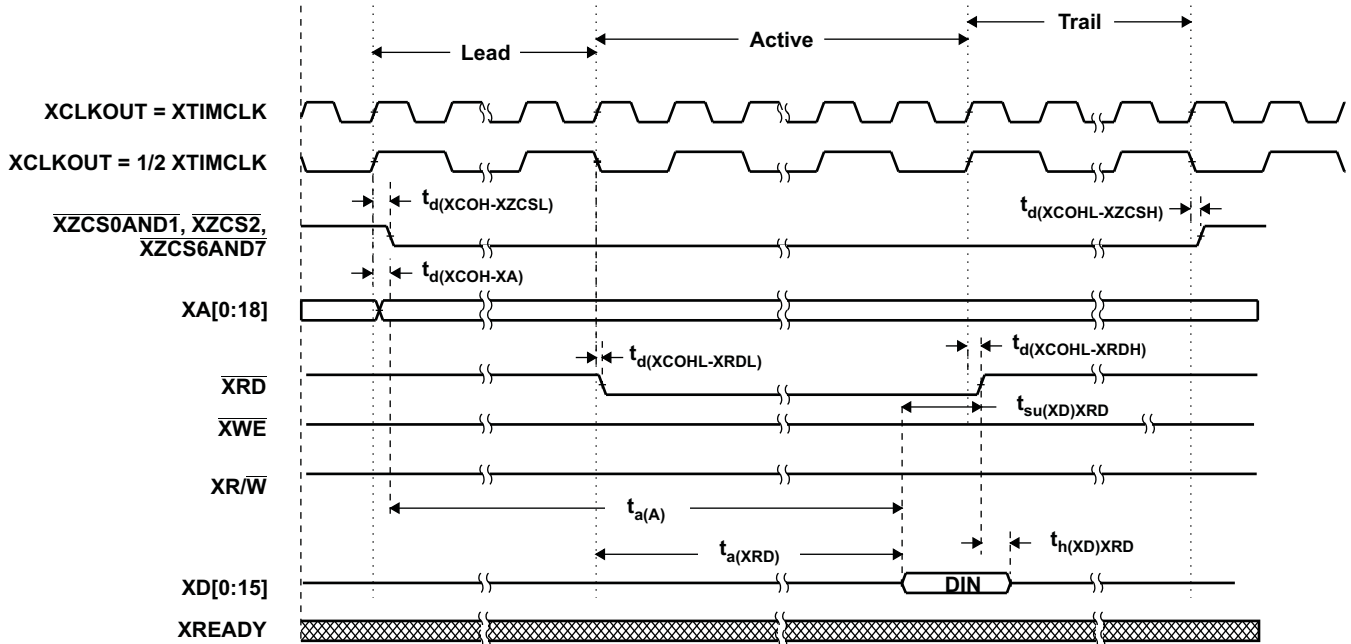 Trail
Lead
Active
XCLKOUT = XTIMCLK
XCLKOUT = 1/2 XTIMCLK
td(XCOH-XZCSL)
td(XCOHL-XZCSH)
XZCS0AND1, XZCS2,
XZCS6AND7
td(XCOH-XA)
XA[0:18]
td(XCOHL-XRDL)
td(XCOHL-XRDH)
XRD
tsu(XD)XRD
XWE
XR/W
ta(A)
ta(XRD)
th(XD)XRD
XD[0:15]
DIN
XREADY